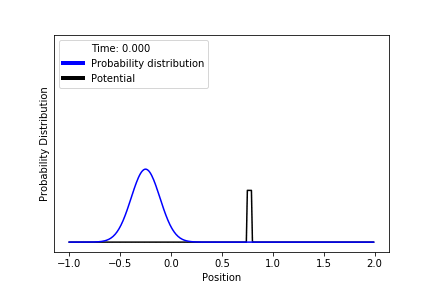 Time: 0.000
Probability distribution
Potential
Probability Distribution
−1.0 −0.5 0.0 0.5 1.0 1.5 2.0
Position